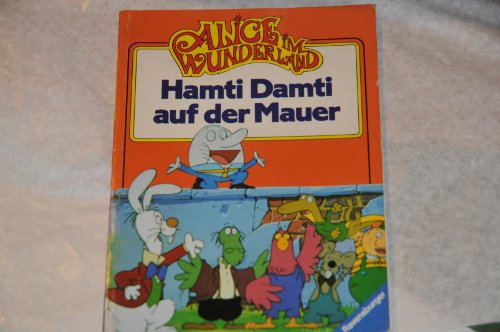 ALICE IM
WUNDERLAND
Hamti Damti
auf der Mauer
Ravensburger